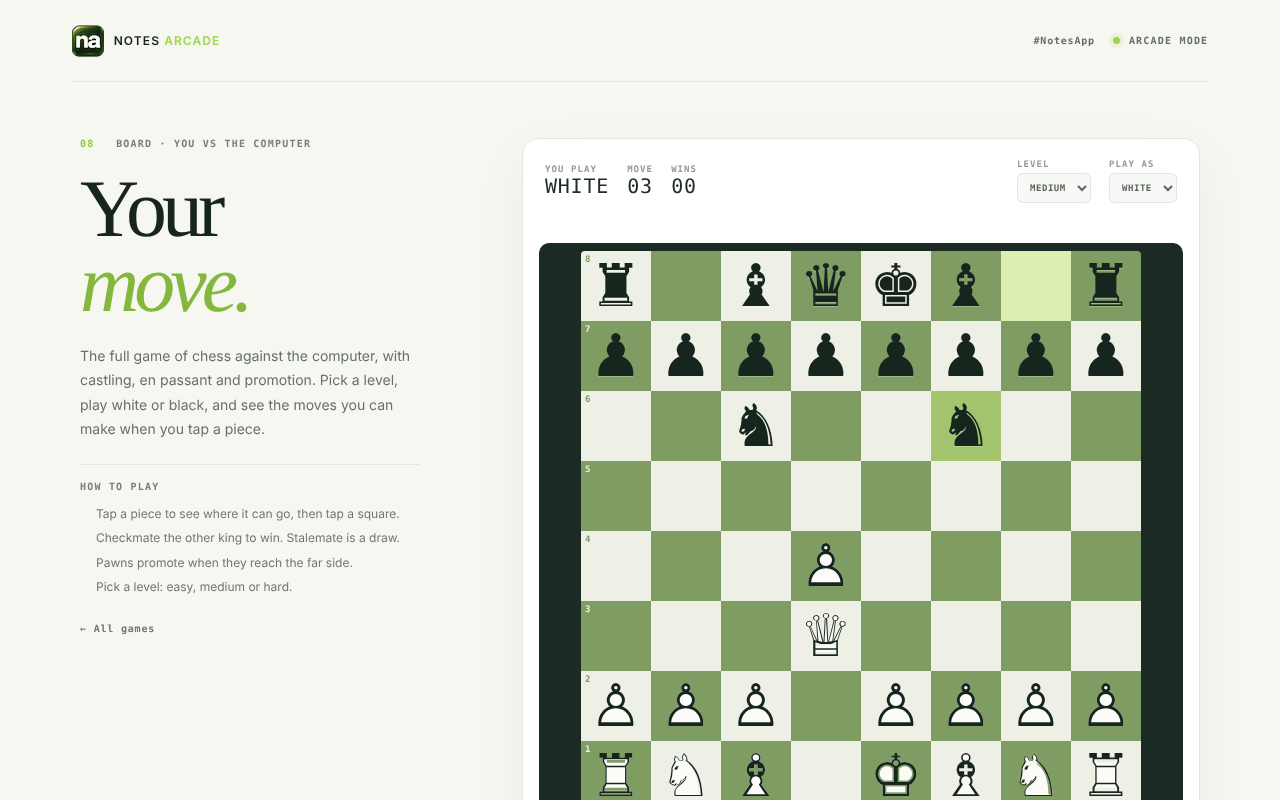 na NOTES ARCADE
#NotesApp ARCADE MODE
08 BOARD · YOU VS THE COMPUTER
Your
move.
The full game of chess against the computer, with
castling, en passant and promotion. Pick a level,
play white or black, and see the moves you can
make when you tap a piece.
HOW TO PLAY
Tap a piece to see where it can go, then tap a square.
Checkmate the other king to win. Stalemate is a draw.
Pawns promote when they reach the far side.
Pick a level: easy, medium or hard.
← All games
YOU PLAY MOVE WINS
WHITE 03 00
LEVEL PLAY AS
MEDIUM WHITE
8
7
6
5
4
3
2
1